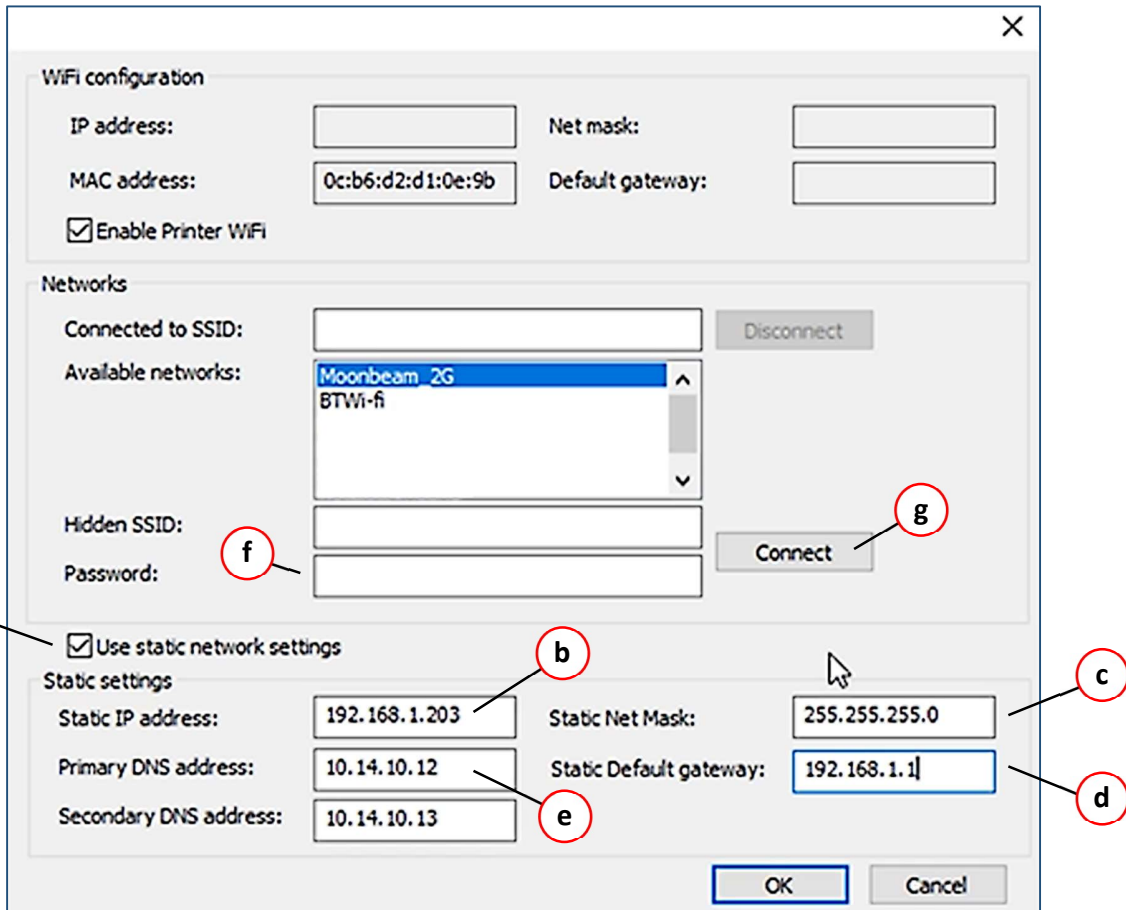 WiFi configuration
IP address: Net mask:
MAC address: 0c:b6:d2:d1:0e:9b Default gateway:
Enable Printer WiFi
Networks
Connected to SSID: Disconnect
Available networks: Moonbeam_2G
BTWi-fi
Hidden SSID:
g
Connect
f
Password:
Use static network settings
b
Static settings
c
Static IP address: 192.168.1.203 Static Net Mask: 255.255.255.0
Primary DNS address: 10.14.10.12 Static Default gateway: 192.168.1.1
d
e
Secondary DNS address: 10.14.10.13
OK Cancel